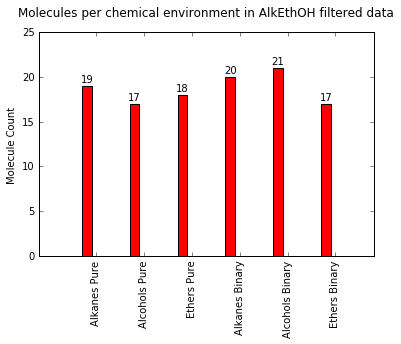 Molecules per chemical environment in AlkEthOH filtered data
Molecule Count
25
20
15
10
5
0
19
17
18
20
21
17
Alkanes Pure
Alcohols Pure
Ethers Pure
Alkanes Binary
Alcohols Binary
Ethers Binary